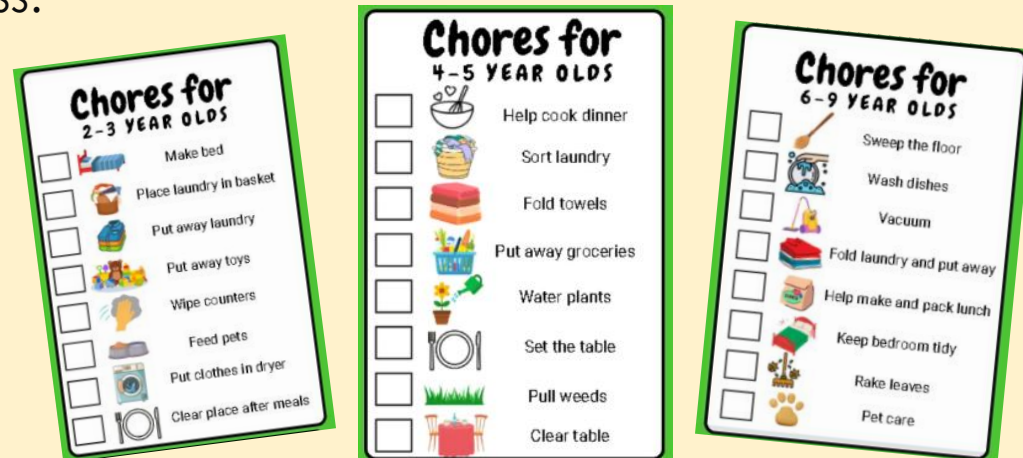 Chores for
2-3 YEAR OLDS
Make bed
Place laundry in basket
Put away laundry
Put away toys
Wipe counters
Feed pets
Put clothes in dryer
Clear place after meals
Chores for
4-5 YEAR OLDS
Help cook dinner
Sort laundry
Fold towels
Put away groceries
Water plants
Set the table
Pull weeds
Clear table
Chores for
6-9 YEAR OLDS
Sweep the floor
Wash dishes
Vacuum
Fold laundry and put away
Help make and pack lunch
Keep bedroom tidy
Rake leaves
Pet care